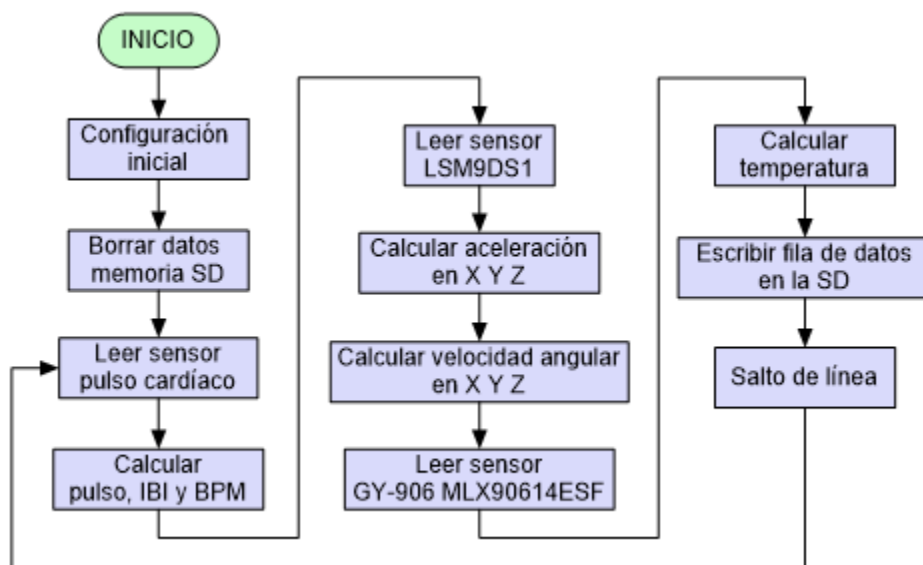 INICIO
Configuración
inicial
Borrar datos
memoria SD
Leer sensor
pulso cardíaco
Calcular
pulso, IBI y BPM
Leer sensor
LSM9DS1
Calcular aceleración
en X Y Z
Calcular velocidad angular
en X Y Z
Leer sensor
GY-906 MLX90614ESF
Calcular
temperatura
Escribir fila de datos
en la SD
Salto de línea